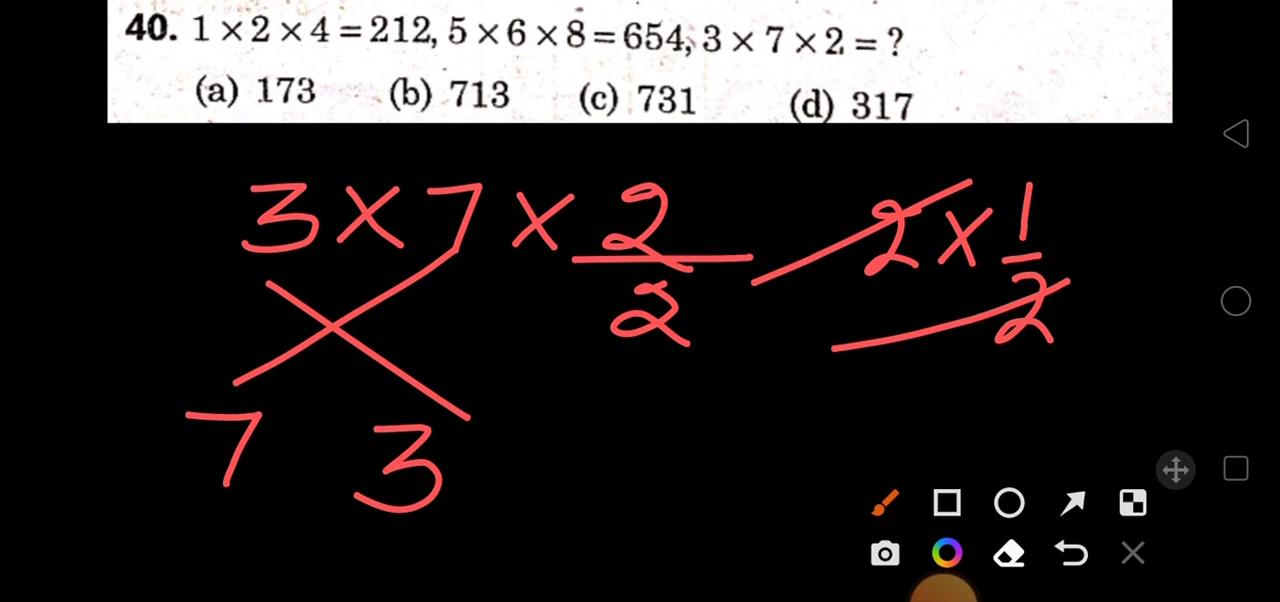 40. 1 × 2 × 4 = 212, 5 × 6 × 8 = 654, 3 × 7 × 2 = ?
(a) 173 (b) 713 (c) 731 (d) 317
3 × 7 × 2/2 2 × 1/2
7 3